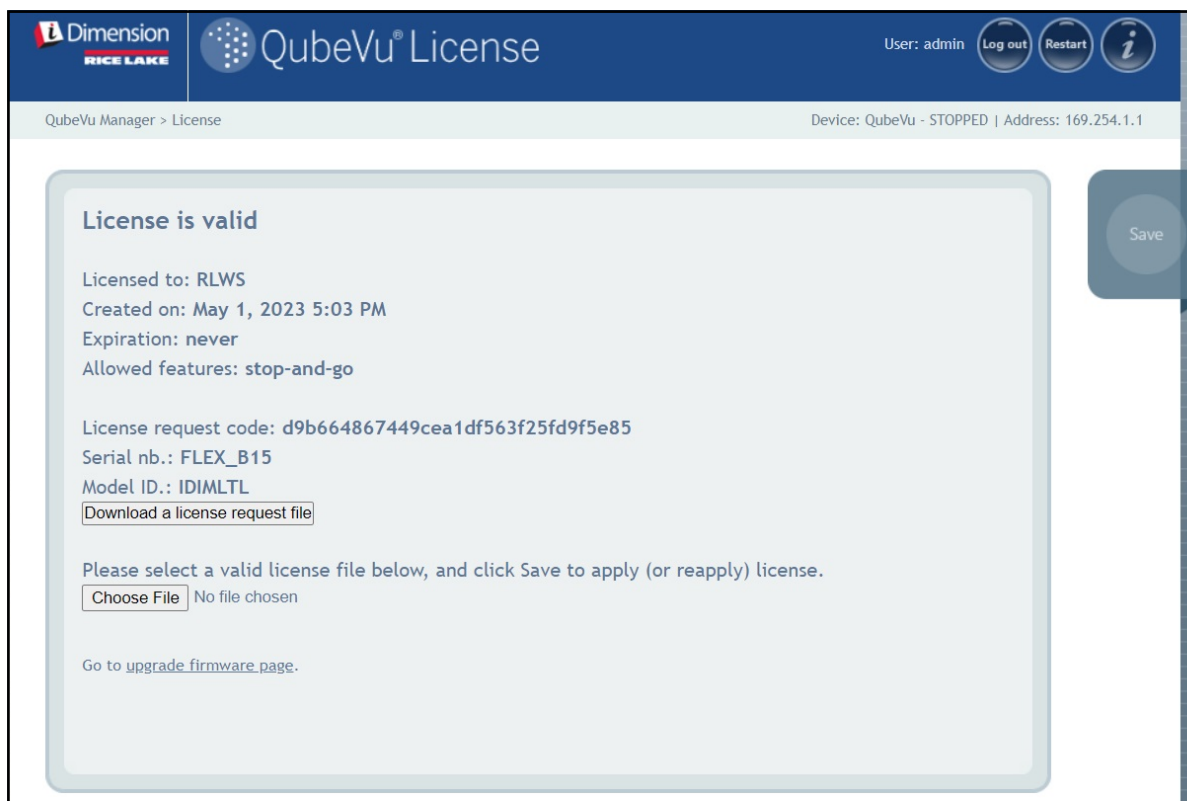 iDimension
RICE LAKE
QubeVu® License
User: admin
Log out
Restart
i
QubeVu Manager > License
Device: QubeVu - STOPPED | Address: 169.254.1.1
License is valid
Save
Licensed to: RLWS
Created on: May 1, 2023 5:03 PM
Expiration: never
Allowed features: stop-and-go
License request code: d9b664867449cea1df563f25fd9f5e85
Serial nb.: FLEX_B15
Model ID.: IDIMLTL
Download a license request file
Please select a valid license file below, and click Save to apply (or reapply) license.
Choose File No file chosen
Go to upgrade firmware page.